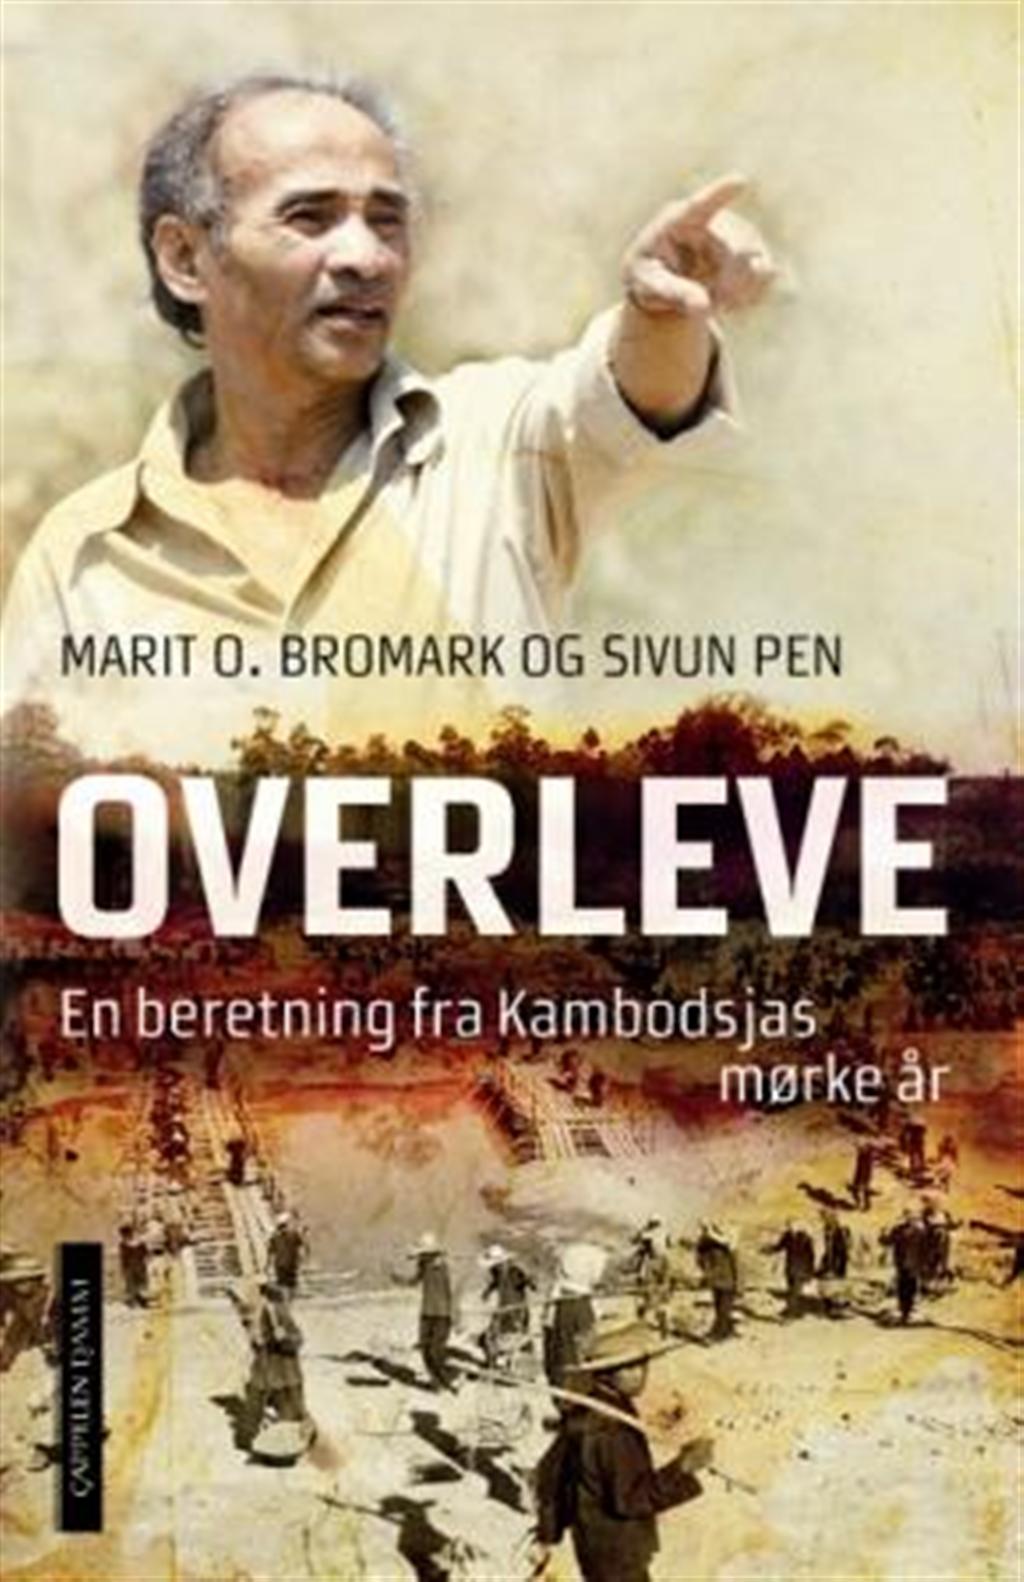 MARIT O. BROMARK OG SIVUN PEN
OVERLEVE
En beretning fra Kambodsjas
mørke år
CAPPELEN DAMM